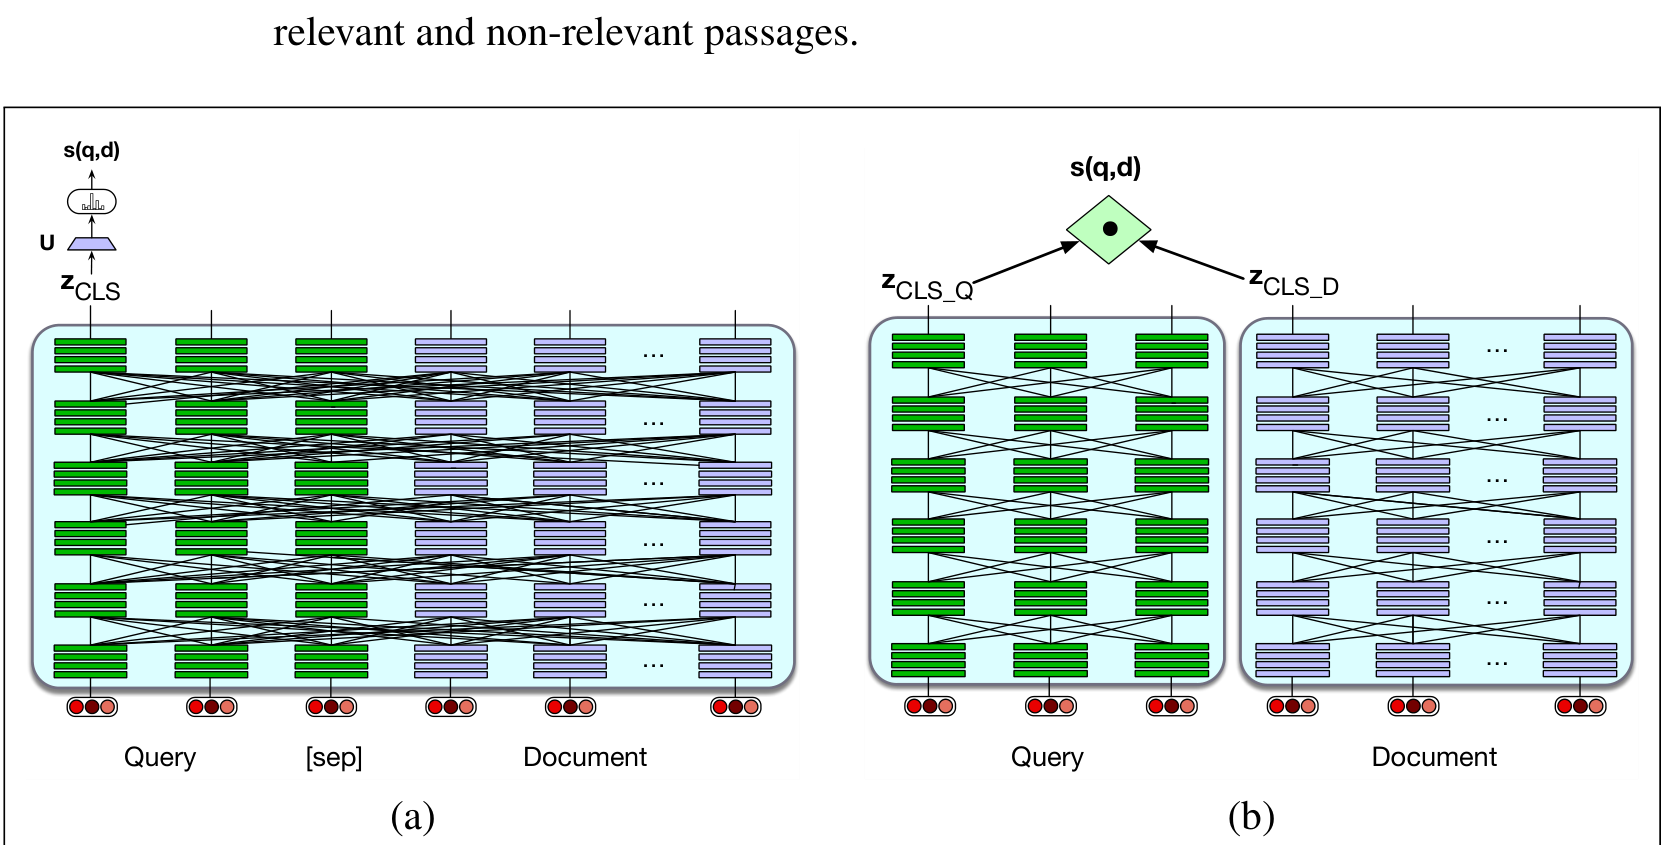 relevant and non-relevant passages.
s(q,d)
U
zCLS
...
...
...
...
...
...
Query [sep] Document
(a)
s(q,d)
zCLS_Q zCLS_D
...
...
...
...
...
...
Query Document
(b)